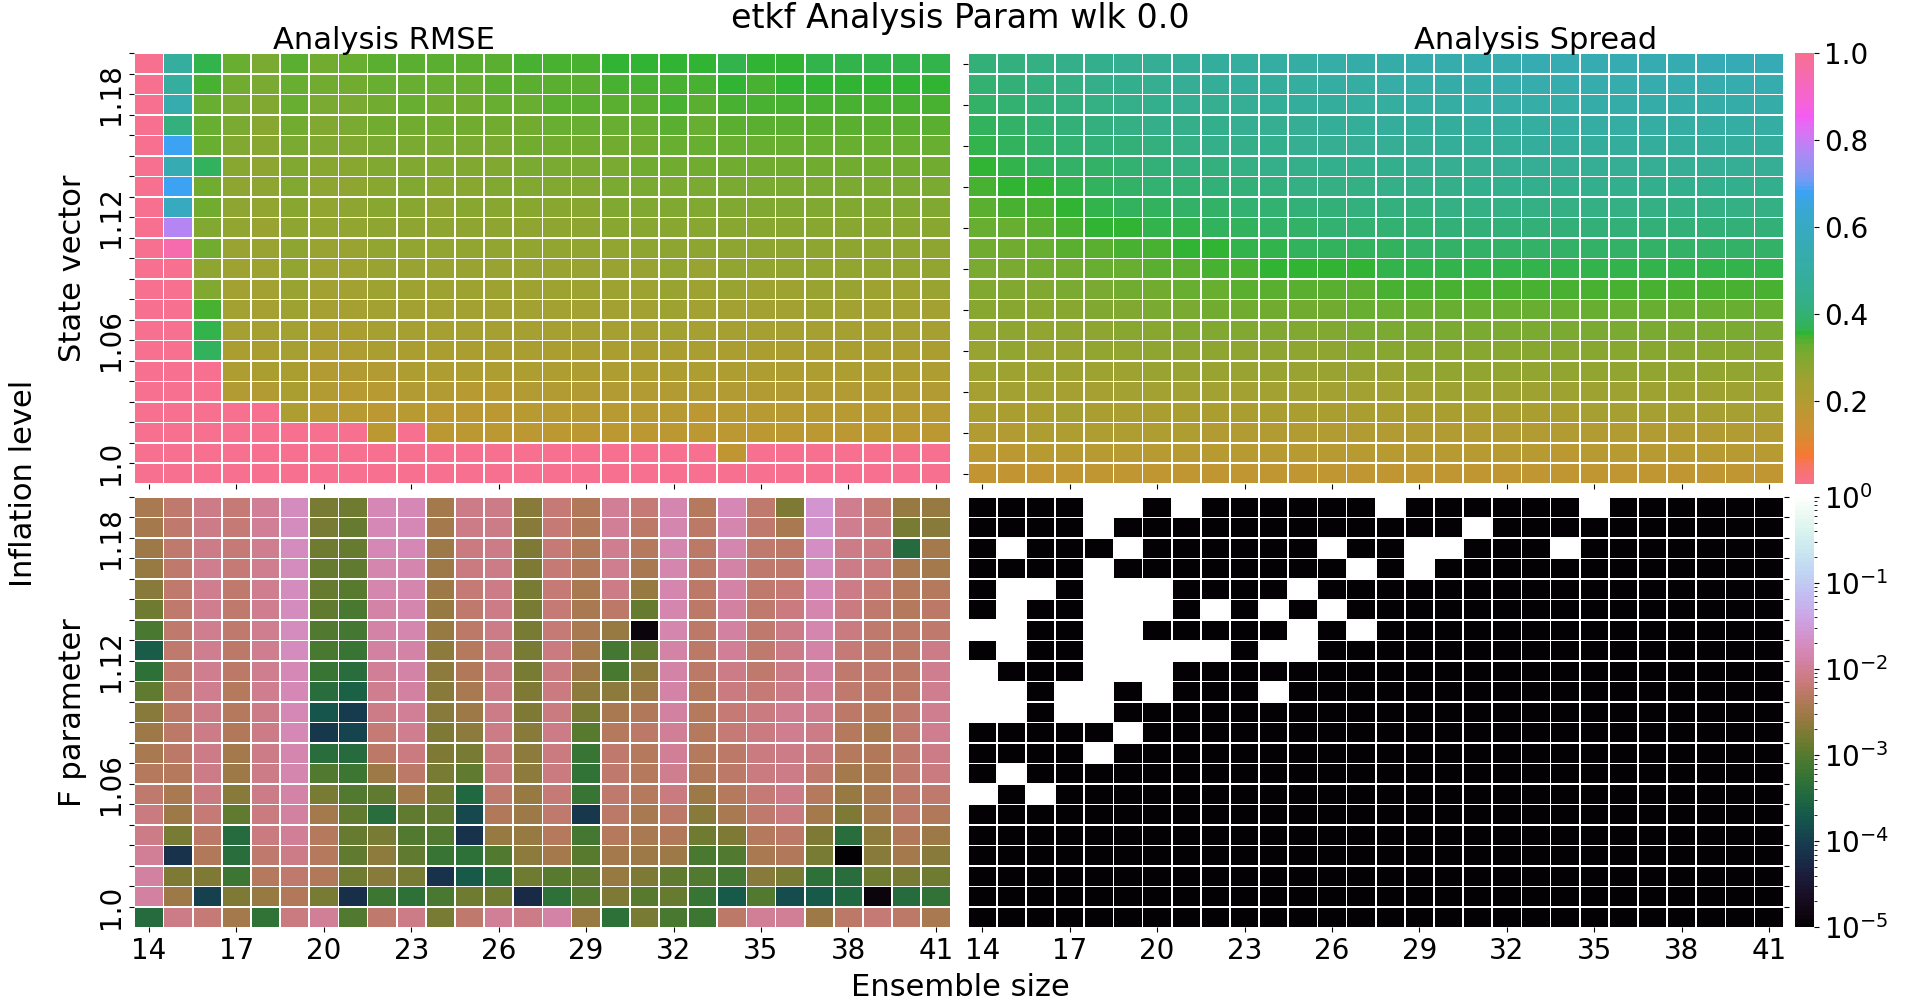 etkf Analysis Param wlk 0.0
Analysis RMSE
Analysis Spread
Inflation level
State vector
1.18
1.12
1.06
1.0
1.0
0.8
0.6
0.4
0.2
F parameter
1.18
1.12
1.06
1.0
10⁰
10⁻¹
10⁻²
10⁻³
10⁻⁴
10⁻⁵
14 17 20 23 26 29 32 35 38 41
14 17 20 23 26 29 32 35 38 41
Ensemble size